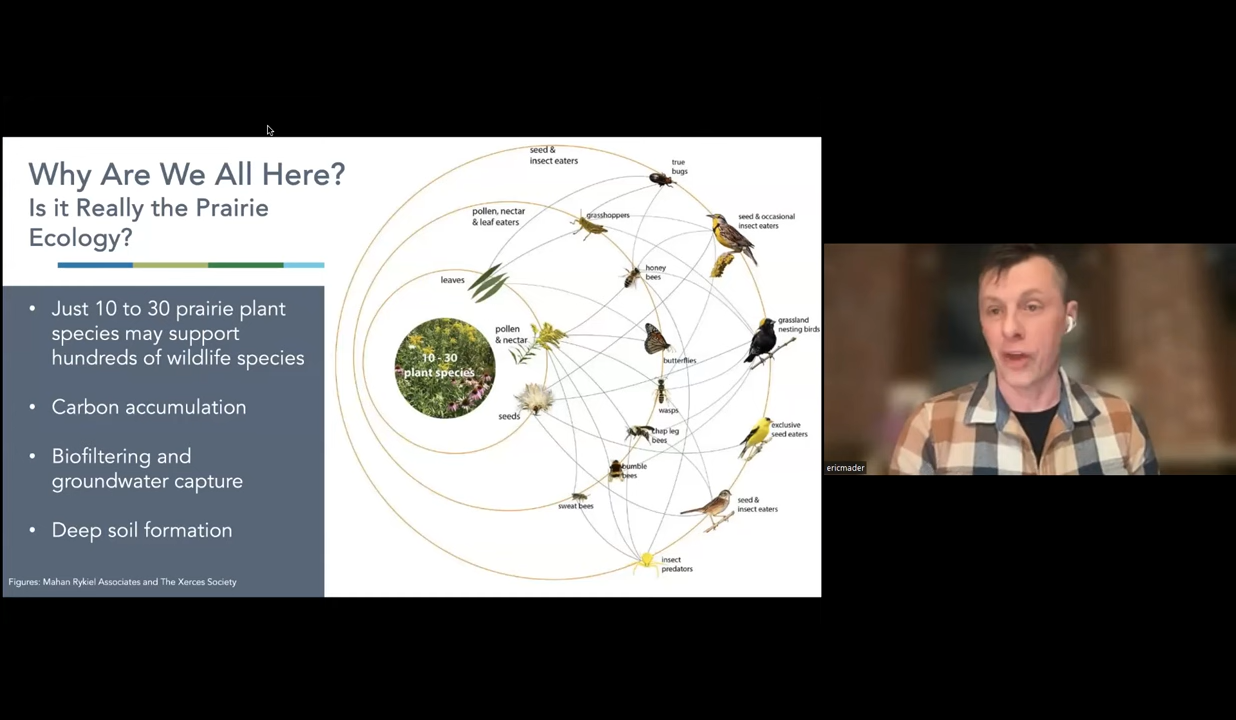 Why Are We All Here?
Is it Really the Prairie
Ecology?
• Just 10 to 30 prairie plant
species may support
hundreds of wildlife species
• Carbon accumulation
• Biofiltering and
groundwater capture
• Deep soil formation
Figures: Mahan Rykiel Associates and The Xerces Society
seed &
insect eaters
pollen, nectar
& leaf eaters
leaves
pollen
& nectar
10 - 30
plant species
seeds
true
bugs
grasshoppers
seed & occasional
insect eaters
honey
bees
grassland
nesting birds
butterflies
wasps
exclusive
seed eaters
chap leg
bees
bumble
bees
sweat bees
seed &
insect eaters
insect
predators
ericmader